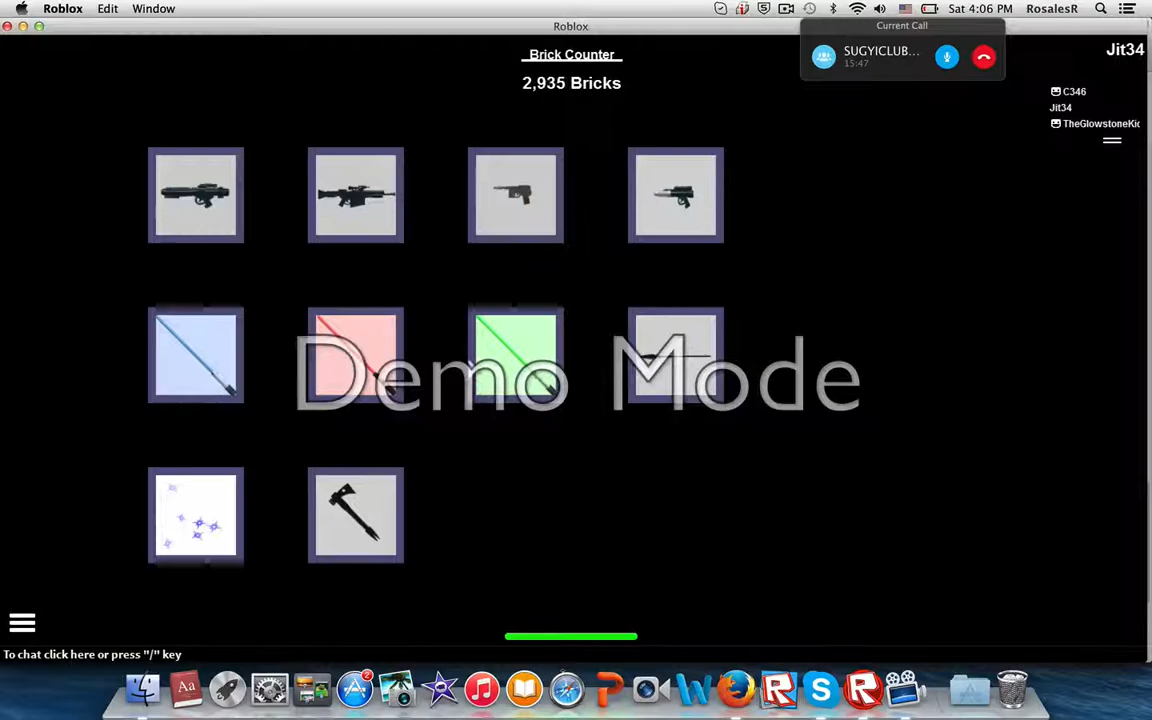 Roblox Edit Window Sat 4:06 PM RosalesR
Roblox
Current Call
SUGYICLUB...
15:47
Brick Counter
2,935 Bricks
Jit34
C346
Jit34
TheGlowstoneKid
Demo Mode
To chat click here or press "/" key